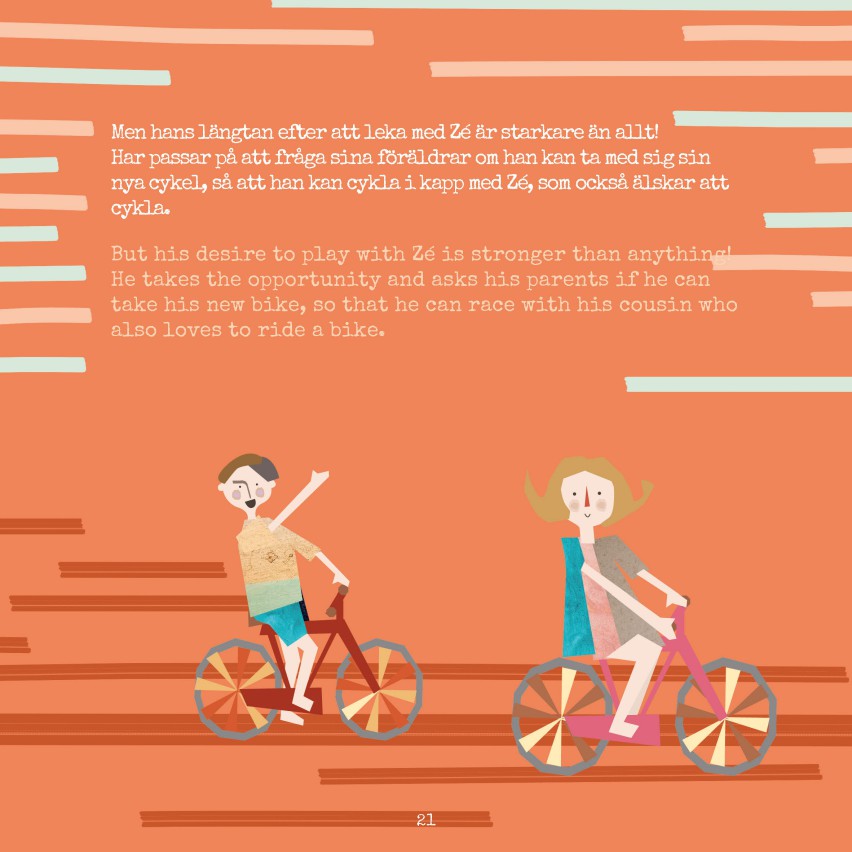 Men hans längtan efter att leka med Zé är starkare än allt!
Har passar på att fråga sina föräldrar om han kan ta med sig sin
nya cykel, så att han kan cykla i kapp med Zé, som också älskar att
cykla.
But his desire to play with Zé is stronger than anything!
He takes the opportunity and asks his parents if he can
take his new bike, so that he can race with his cousin who
also loves to ride a bike.
21